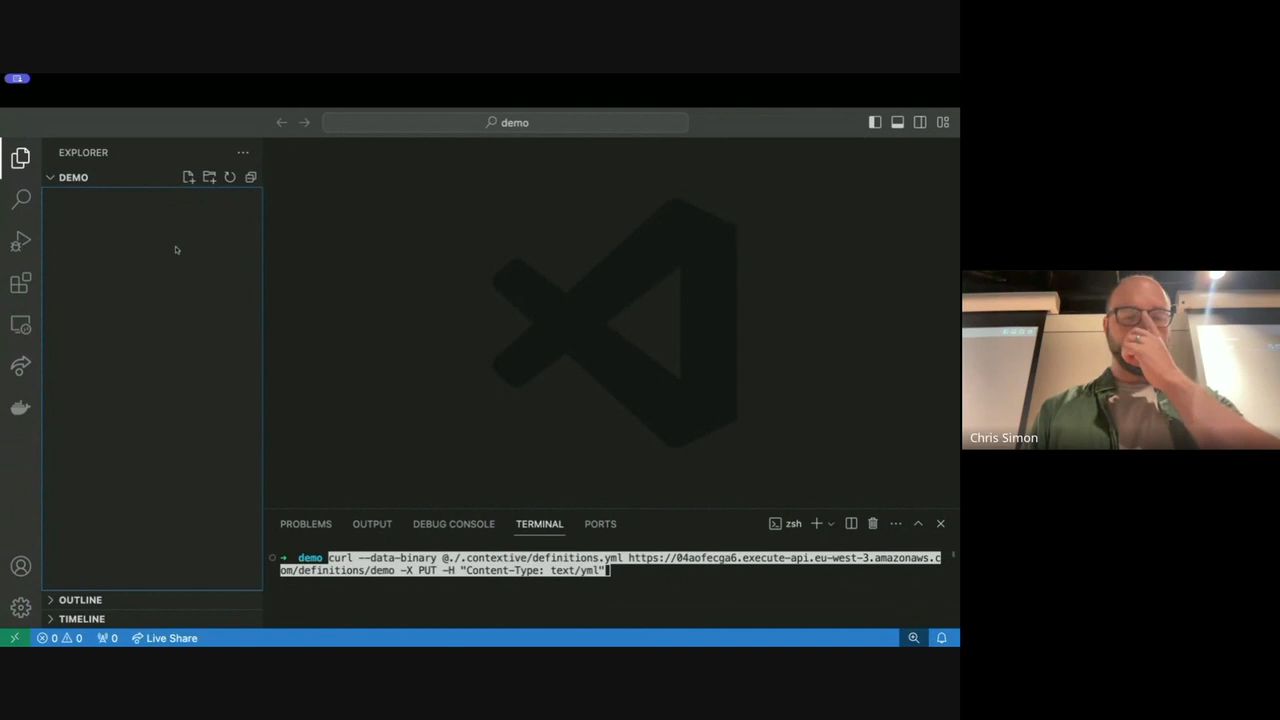 demo
EXPLORER
DEMO
PROBLEMS OUTPUT DEBUG CONSOLE TERMINAL PORTS
zsh
demo curl --data-binary @./.contextive/definitions.yml https://04aofecga6.execute-api.eu-west-3.amazonaws.c
om/definitions/demo -X PUT -H "Content-Type: text/yml"
OUTLINE
TIMELINE
0 0 0 Live Share
Chris Simon